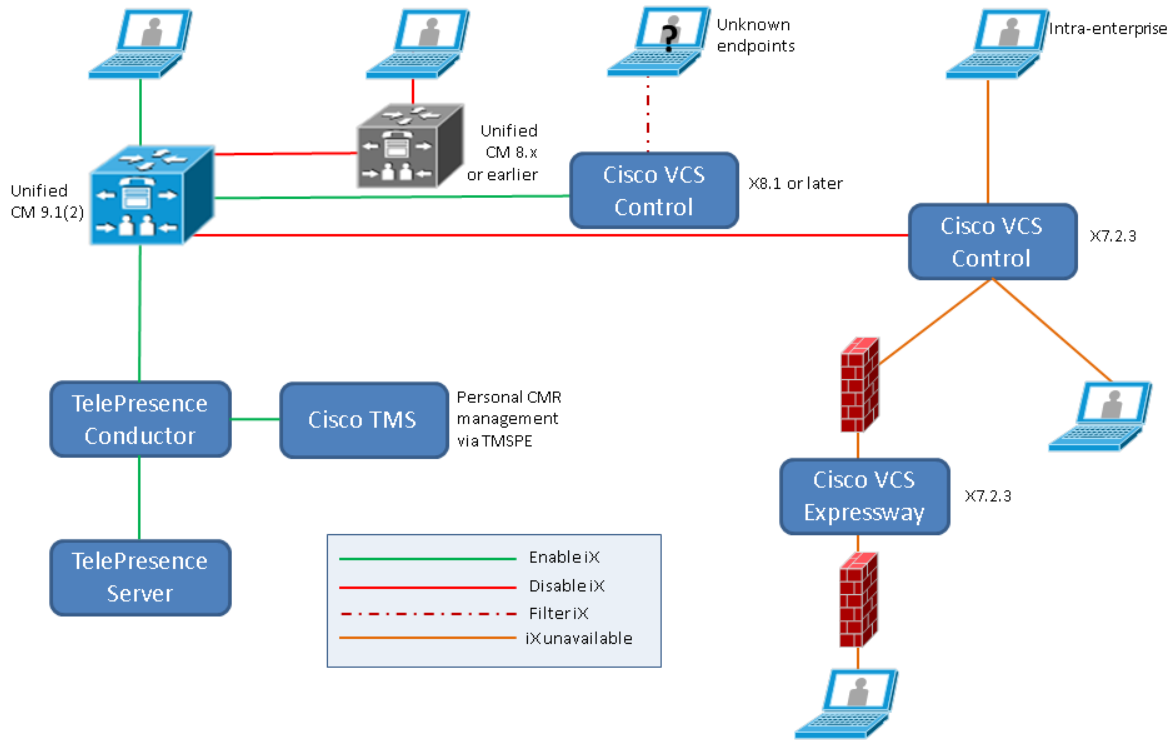 Unknown
endpoints
Intra-enterprise
?
Unified
CM 8.x
or earlier
Cisco VCS
Control
X8.1 or later
Unified
CM 9.1(2)
Cisco VCS
Control
X7.2.3
TelePresence
Conductor
Cisco TMS
Personal CMR
management
via TMSPE
Cisco VCS
Expressway
X7.2.3
TelePresence
Server
Enable iX
Disable iX
Filter iX
iX unavailable